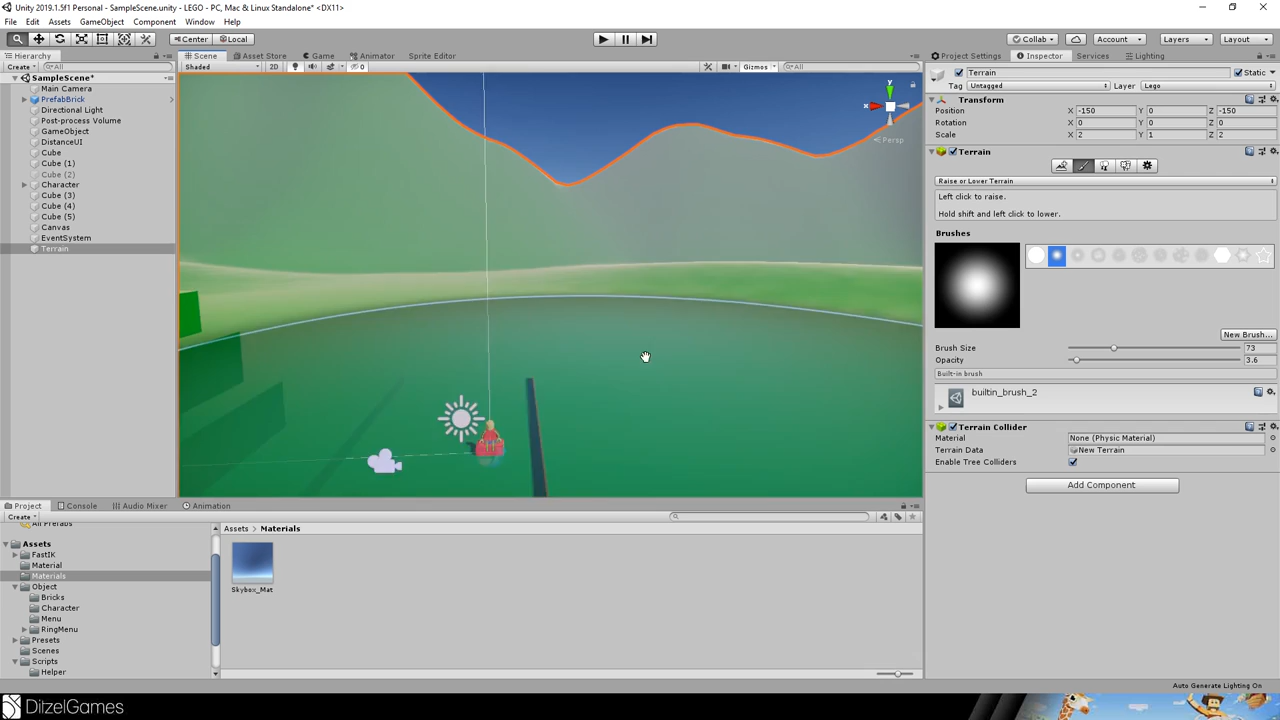 Unity 2019.1.5f1 Personal - SampleScene.unity - LEGO - PC, Mac & Linux Standalone* <DX11>
File Edit Assets GameObject Component Window Help
Center Local Collab Account Layers Layout
Hierarchy Scene Asset Store Game Animator Sprite Editor Project Settings Inspector Services Lighting
Create All Shaded 2D 0 Gizmos All Terrain Static
SampleScene*
Main Camera
PrefabBrick
Directional Light
Post-process Volume
GameObject
DistanceUI
Cube
Cube (1)
Cube (2)
Character
Cube (3)
Cube (4)
Cube (5)
Canvas
EventSystem
Terrain
y
x
Persp
Tag Untagged Layer Lego
Transform
Position X -150 Y 0 Z -150
Rotation X 0 Y 0 Z 0
Scale X 2 Y 1 Z 2
Terrain
Raise or Lower Terrain
Left click to raise.
Hold shift and left click to lower.
Brushes
New Brush...
Brush Size 73
Opacity 3.6
Built-in brush
builtin_brush_2
Terrain Collider
Material None (Physic Material)
Terrain Data New Terrain
Enable Tree Colliders
Add Component
Project Console Audio Mixer Animation
Create
All Prefabs
Assets
FastIK
Material
Materials
Object
Bricks
Character
Menu
RingMenu
Presets
Scenes
Scripts
Helper
Assets Materials
Skybox_Mat
Auto Generate Lighting On
DitzelGames